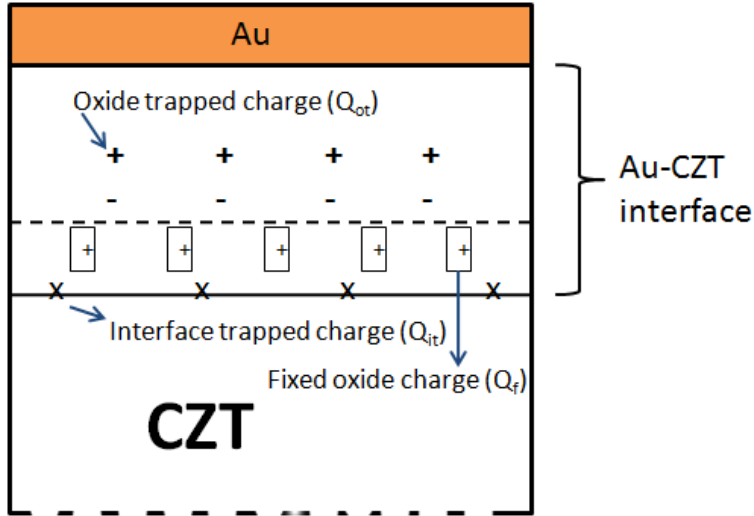 Au
Oxide trapped charge (Qot)
+ + + +
- - - -
Au-CZT
interface
+ + + + +
x x x x
Interface trapped charge (Qit)
Fixed oxide charge (Qf)
CZT